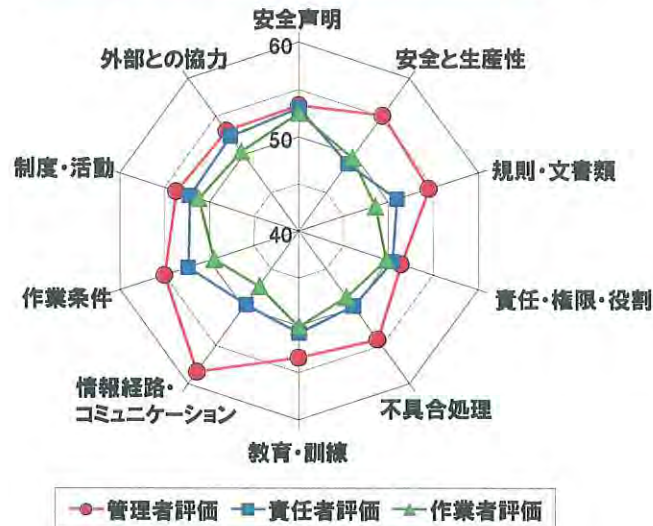 安全声明
60
外部との協力
安全と生産性
50
制度・活動
規則・文書類
40
作業条件
責任・権限・役割
情報経路・
コミュニケーション
不具合処理
教育・訓練
管理者評価 責任者評価 作業者評価